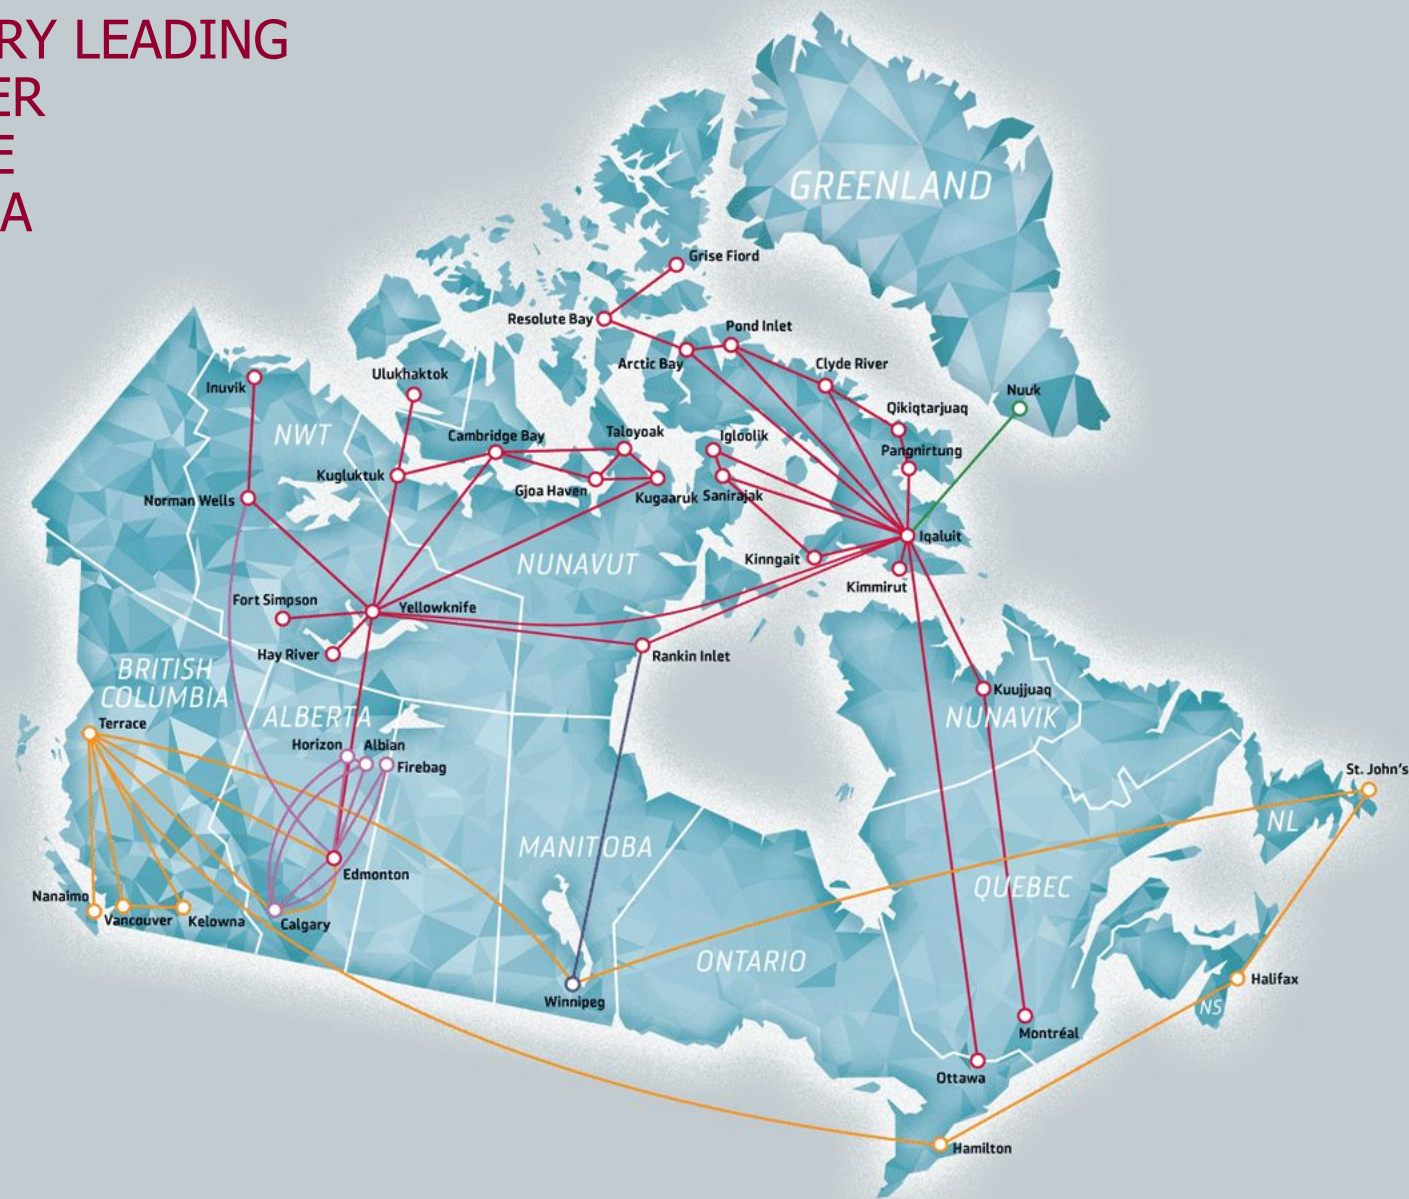 RY LEADING
ER
E
A
GREENLAND
Grise Fiord
Resolute Bay
Pond Inlet
Arctic Bay
Clyde River
Ulukhaktok
Inuvik
Nuuk
Qikiqtarjuaq
NWT
Cambridge Bay
Taloyoak
Igloolik
Pangnirtung
Kugluktuk
Gjoa Haven
Kugaaruk
Sanirajak
Norman Wells
Iqaluit
NUNAVUT
Kinngait
Kimmirut
Fort Simpson
Yellowknife
Hay River
Rankin Inlet
BRITISH
COLUMBIA
Kuujjuaq
NUNAVIK
ALBERTA
Terrace
Horizon
Albian
Firebag
St. John's
NL
MANITOBA
Edmonton
QUEBEC
Nanaimo
Vancouver
Kelowna
Calgary
ONTARIO
Halifax
Winnipeg
NS
Montréal
Ottawa
Hamilton